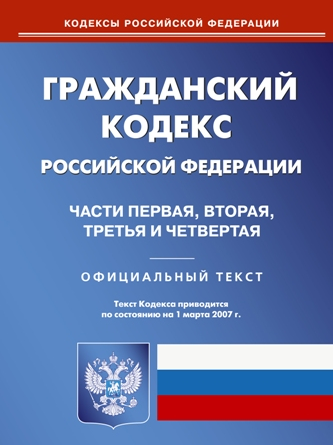 КОДЕКСЫ РОССИЙСКОЙ ФЕДЕРАЦИИ
ГРАЖДАНСКИЙ
КОДЕКС
РОССИЙСКОЙ ФЕДЕРАЦИИ
ЧАСТИ ПЕРВАЯ, ВТОРАЯ,
ТРЕТЬЯ И ЧЕТВЕРТАЯ
ОФИЦИАЛЬНЫЙ ТЕКСТ
Текст Кодекса приводится
по состоянию на 1 марта 2007 г.